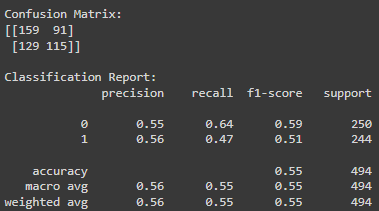 Confusion Matrix:
[[159  91]
 [129 115]]
Classification Report:
              precision    recall  f1-score   support
           0       0.55      0.64      0.59       250
           1       0.56      0.47      0.51       244
    accuracy                           0.55       494
   macro avg       0.56      0.55      0.55       494
weighted avg       0.56      0.55      0.55       494